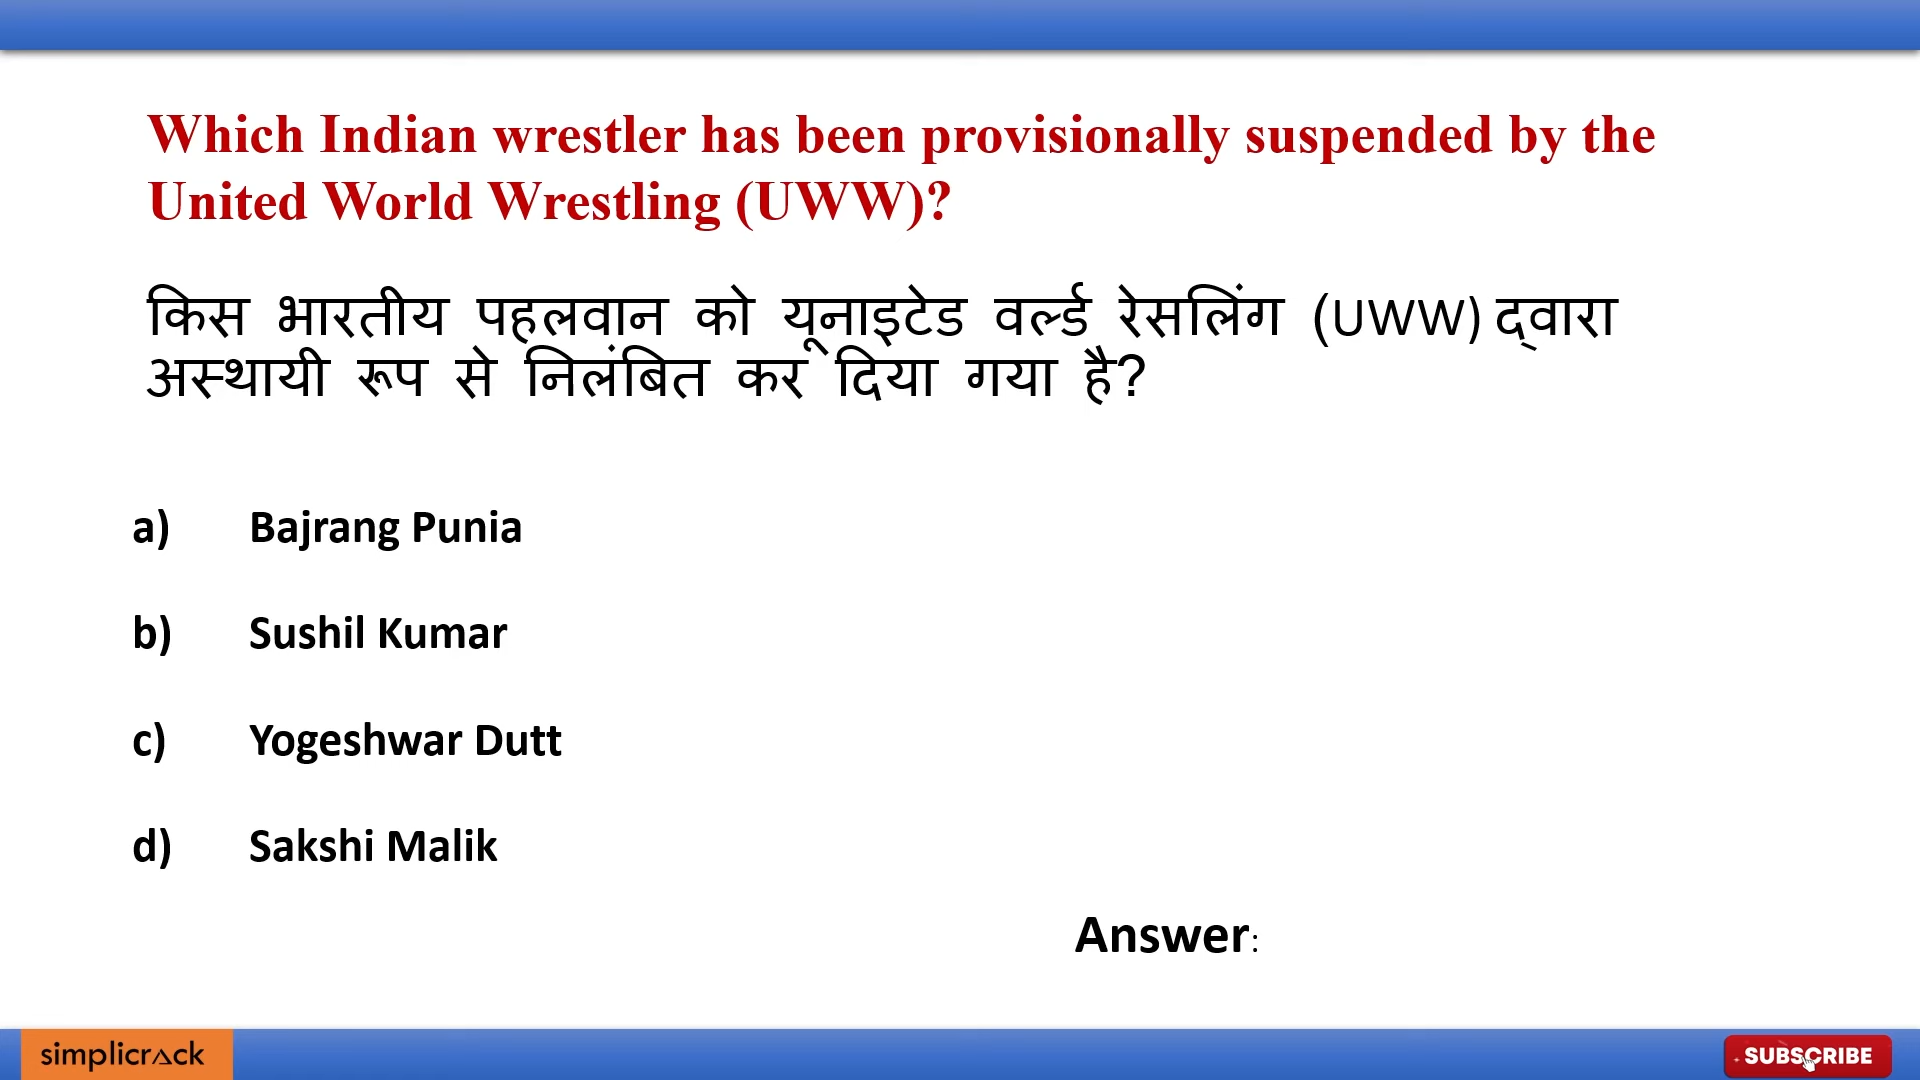 Which Indian wrestler has been provisionally suspended by the
United World Wrestling (UWW)?
किस भारतीय पहलवान को यूनाइटेड वर्ल्ड रेसलिंग (UWW) द्वारा
अस्थायी रूप से निलंबित कर दिया गया है?
a) Bajrang Punia
b) Sushil Kumar
c) Yogeshwar Dutt
d) Sakshi Malik
Answer:
simplicrack
SUBSCRIBE